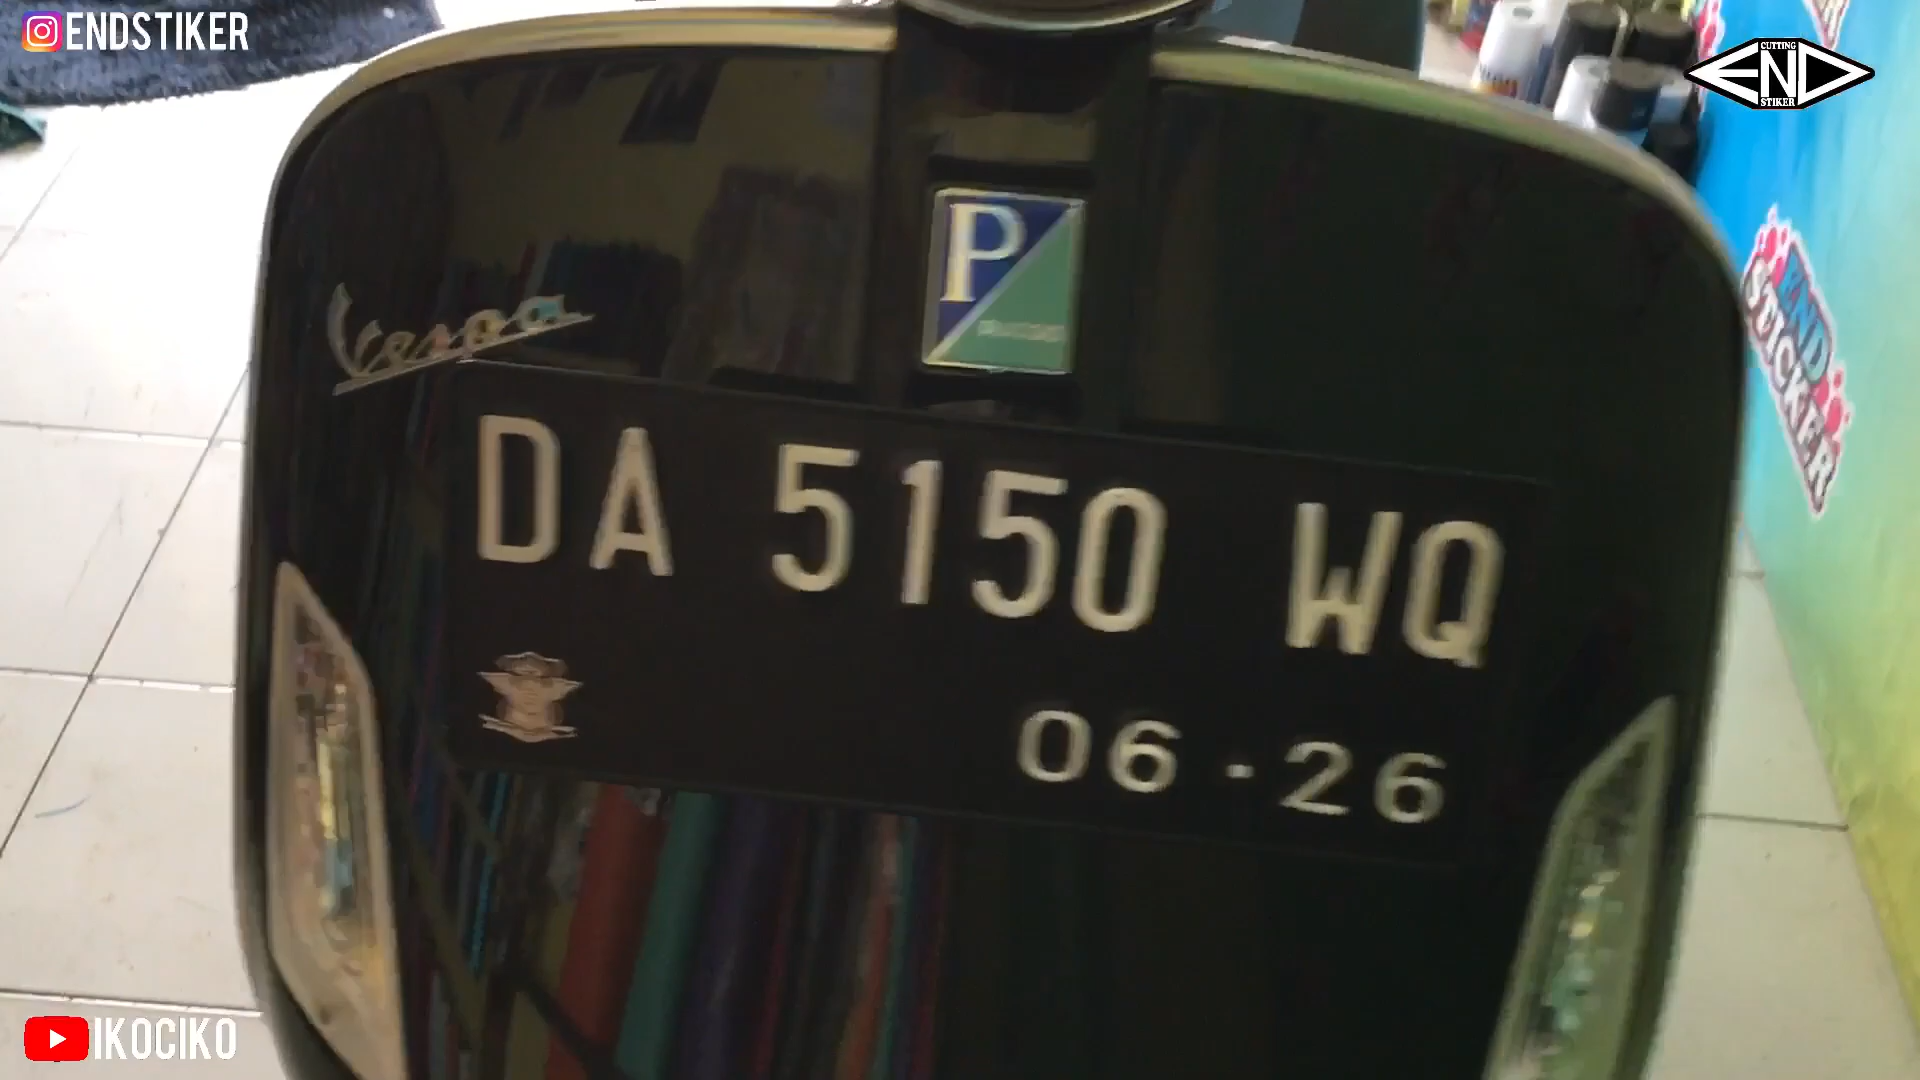 ENDSTIKER
CUTTING
END
STIKER
P
Vespa
END
STICKER
DA 5150 WQ
06 · 26
IKOCIKO